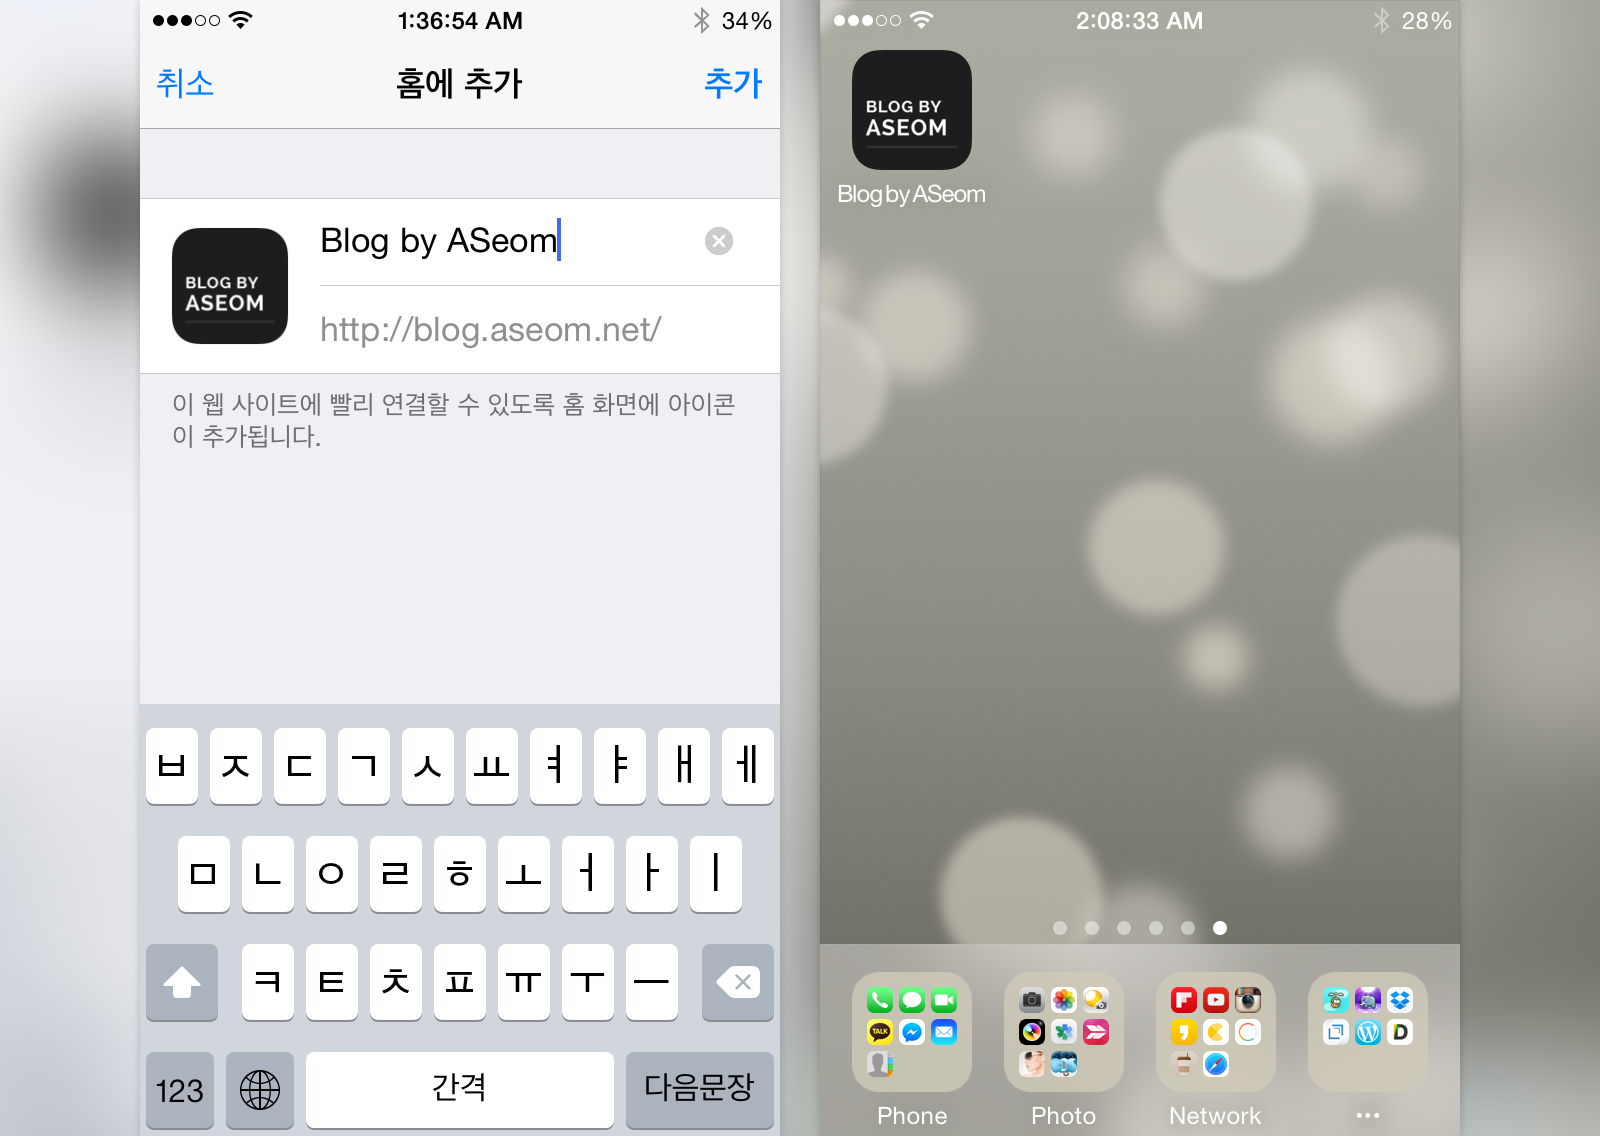 1:36:54 AM
34%
취소
홈에 추가
추가
BLOG BY
ASEOM
Blog by ASeom
http://blog.aseom.net/
이 웹 사이트에 빨리 연결할 수 있도록 홈 화면에 아이콘
이 추가됩니다.
ㅂ ㅈ ㄷ ㄱ ㅅ ㅛ ㅕ ㅑ ㅐ ㅔ
ㅁ ㄴ ㅇ ㄹ ㅎ ㅗ ㅓ ㅏ ㅣ
ㅋ ㅌ ㅊ ㅍ ㅠ ㅜ ㅡ
123
간격
다음문장
2:08:33 AM
28%
BLOG BY
ASEOM
Blog by ASeom
TALK
Phone
Photo
Network
...